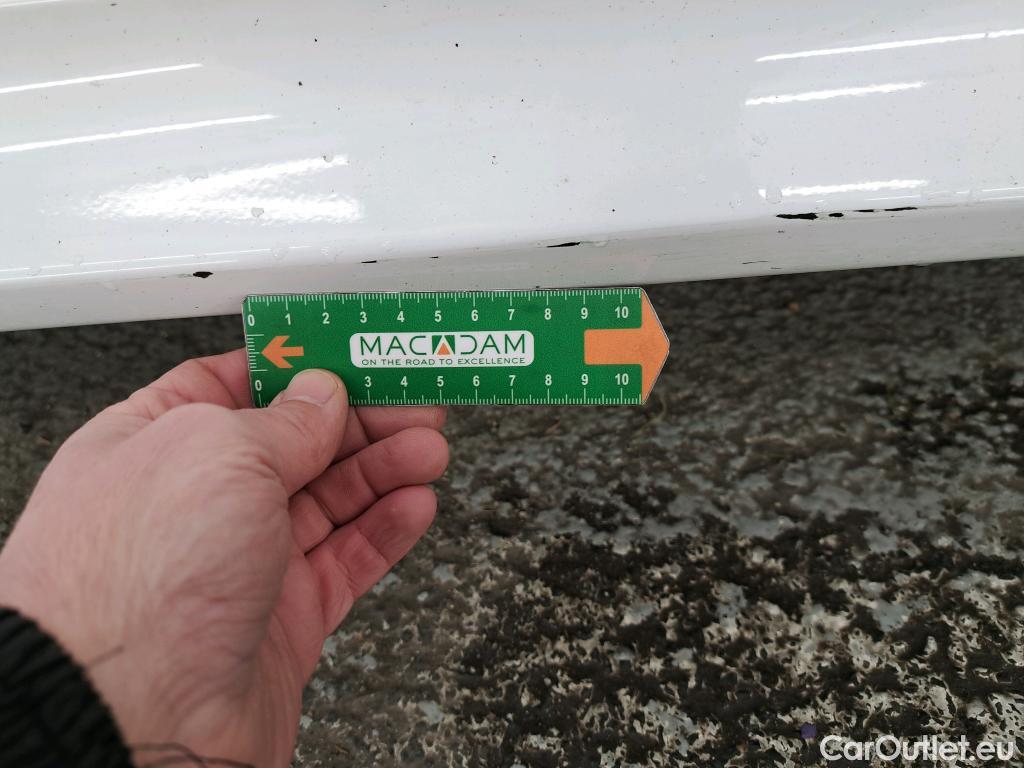 0 1 2 3 4 5 6 7 8 9 10
MACADAM
ON THE ROAD TO EXCELLENCE
0 3 4 5 6 7 8 9 10
CarOutlet.eu